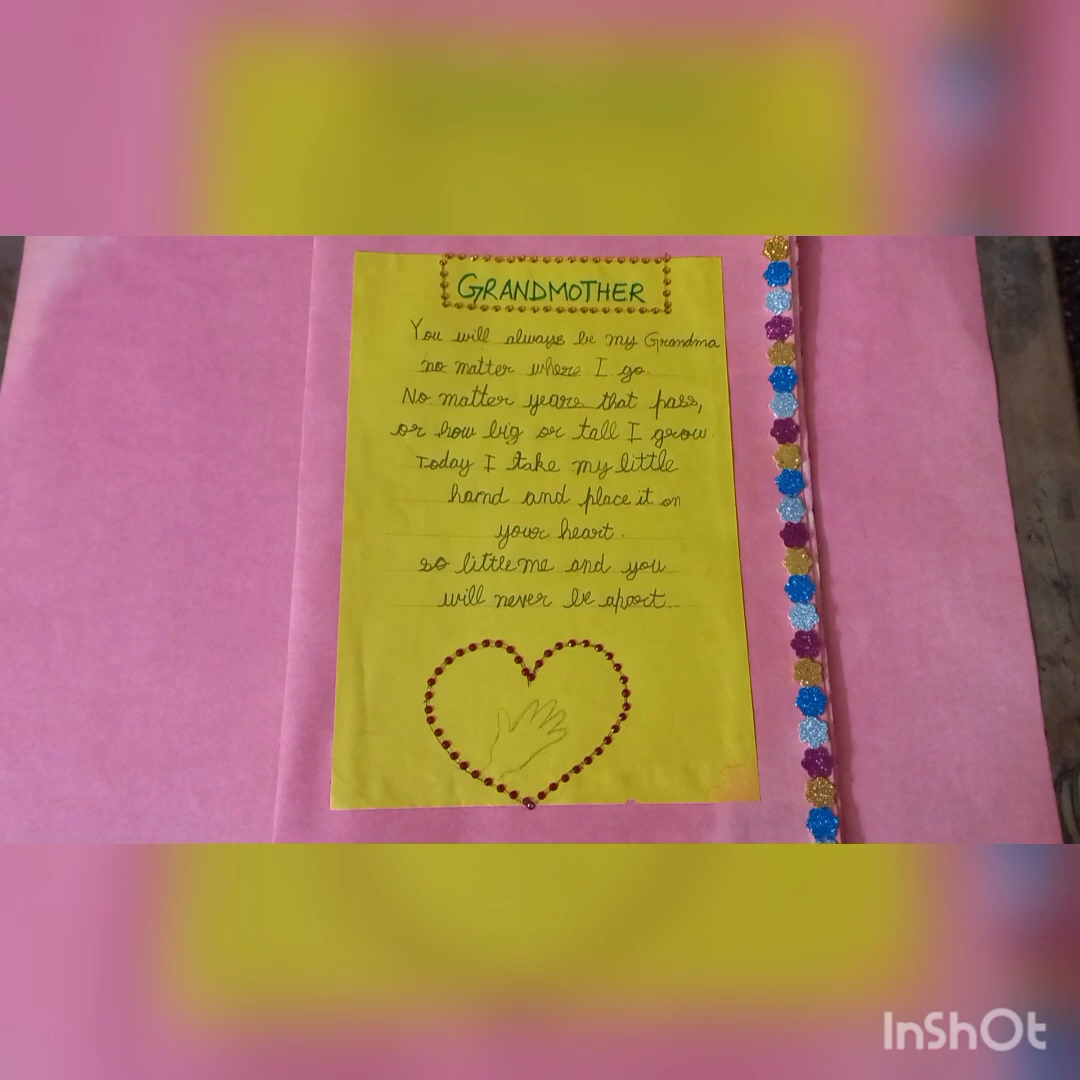 GRANDMOTHER
You will always be my Grandma
no matter where I go.
No matter years that pass,
or how big or tall I grow.
Today I take my little
hand and place it on
your heart.
so little me and you
will never be apart.
InShOt